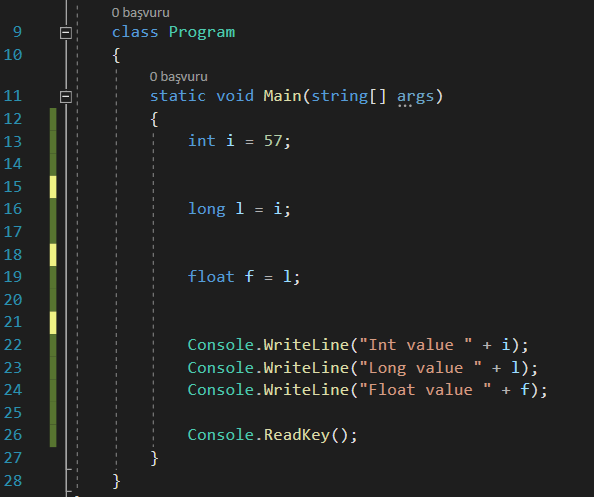 0 başvuru
9 class Program
10 {
0 başvuru
11 static void Main(string[] args)
12 {
13 int i = 57;
14
15
16 long l = i;
17
18
19 float f = l;
20
21
22 Console.WriteLine("Int value " + i);
23 Console.WriteLine("Long value " + l);
24 Console.WriteLine("Float value " + f);
25
26 Console.ReadKey();
27 }
28 }